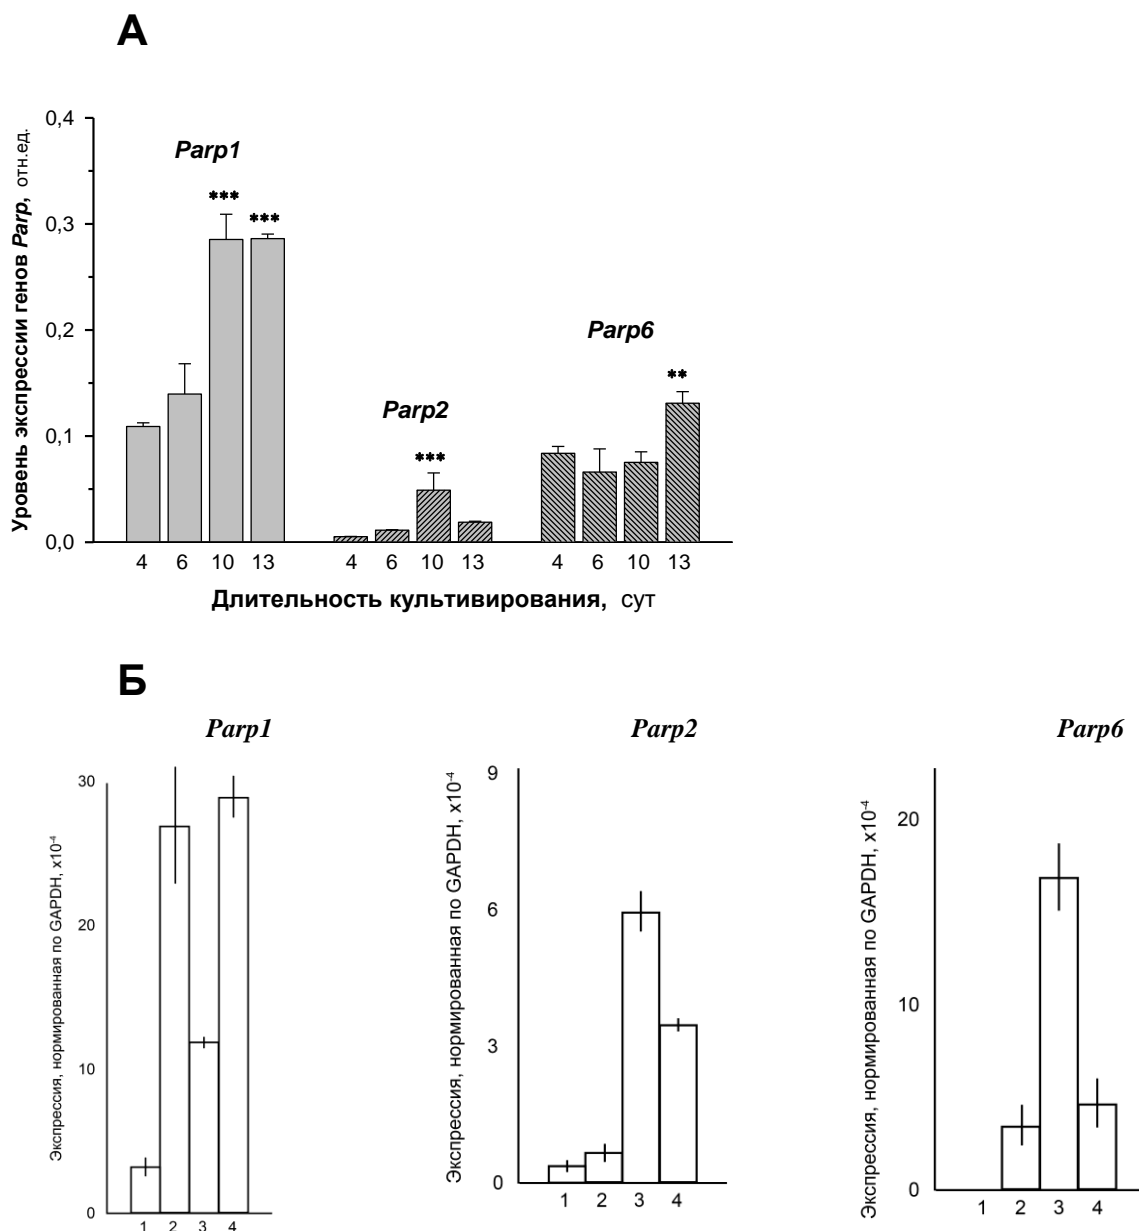 А
0,4
0,3
0,2
0,1
0,0
Уровень экспрессии генов Parp, отн.ед.
Parp1
***
***
Parp2
***
Parp6
**
4 6 10 13 4 6 10 13 4 6 10 13
Длительность культивирования, сут
Б
Parp1
Экспрессия, нормированная по GAPDH, x10-4
30
20
10
0
1 2 3 4
Parp2
Экспрессия, нормированная по GAPDH, x10-4
9
6
3
0
1 2 3 4
Parp6
Экспрессия, нормированная по GAPDH, x10-4
20
10
0
1 2 3 4